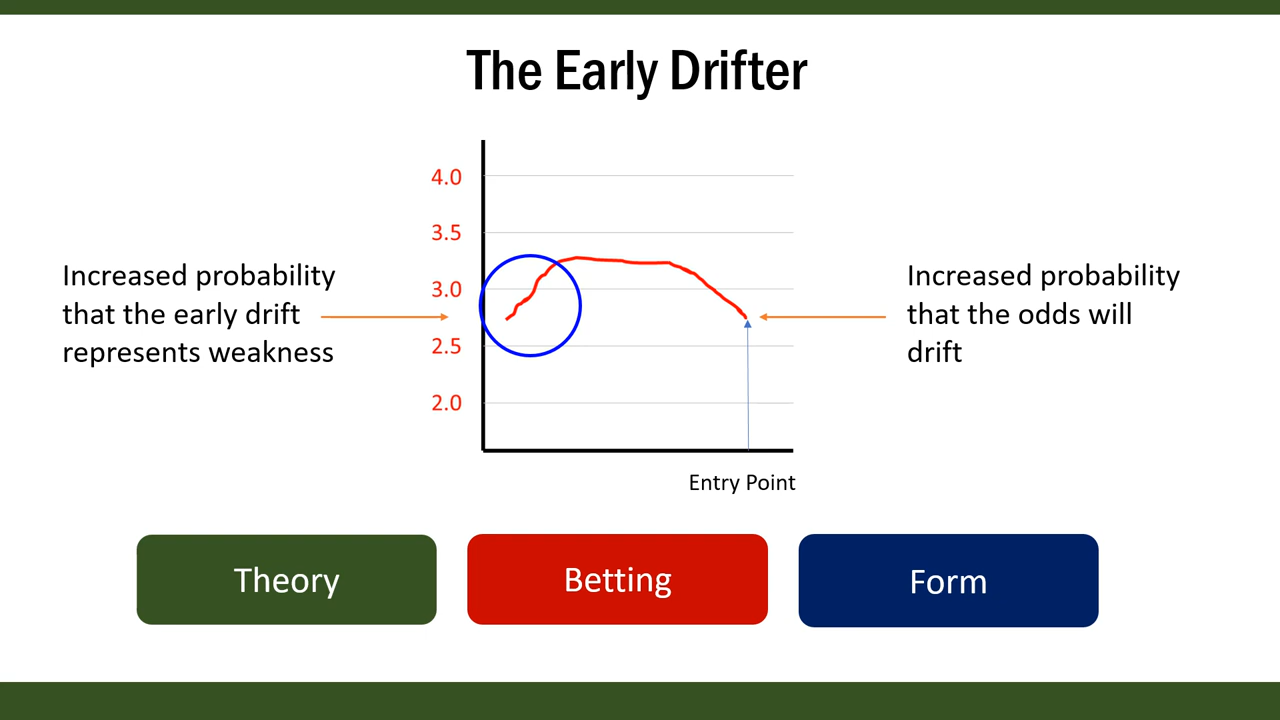 The Early Drifter
4.0
3.5
3.0
2.5
2.0
Increased probability
that the early drift
represents weakness
Increased probability
that the odds will
drift
Entry Point
Theory
Betting
Form